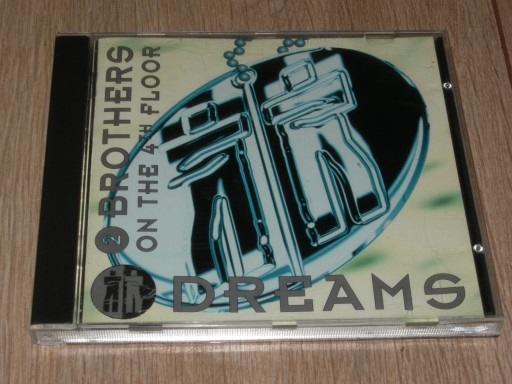 2 BROTHERS
ON THE 4TH FLOOR
DREAMS